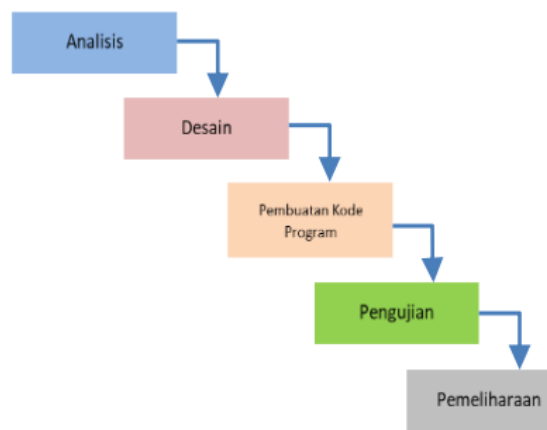 Analisis
Desain
Pembuatan Kode
Program
Pengujian
Pemeliharaan